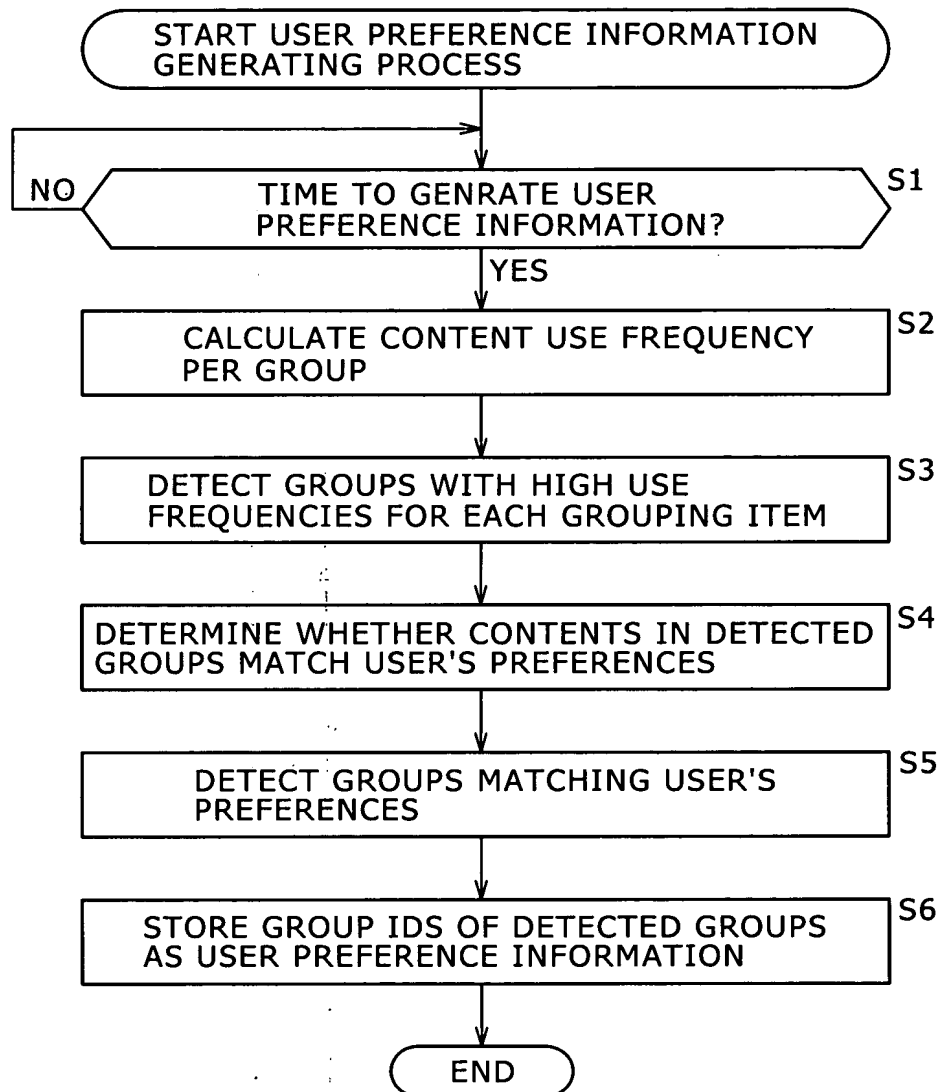 START USER PREFERENCE INFORMATION
GENERATING PROCESS
NO
TIME TO GENRATE USER
PREFERENCE INFORMATION?
S1
YES
CALCULATE CONTENT USE FREQUENCY
PER GROUP
S2
DETECT GROUPS WITH HIGH USE
FREQUENCIES FOR EACH GROUPING ITEM
S3
DETERMINE WHETHER CONTENTS IN DETECTED
GROUPS MATCH USER'S PREFERENCES
S4
DETECT GROUPS MATCHING USER'S
PREFERENCES
S5
STORE GROUP IDS OF DETECTED GROUPS
AS USER PREFERENCE INFORMATION
S6
END